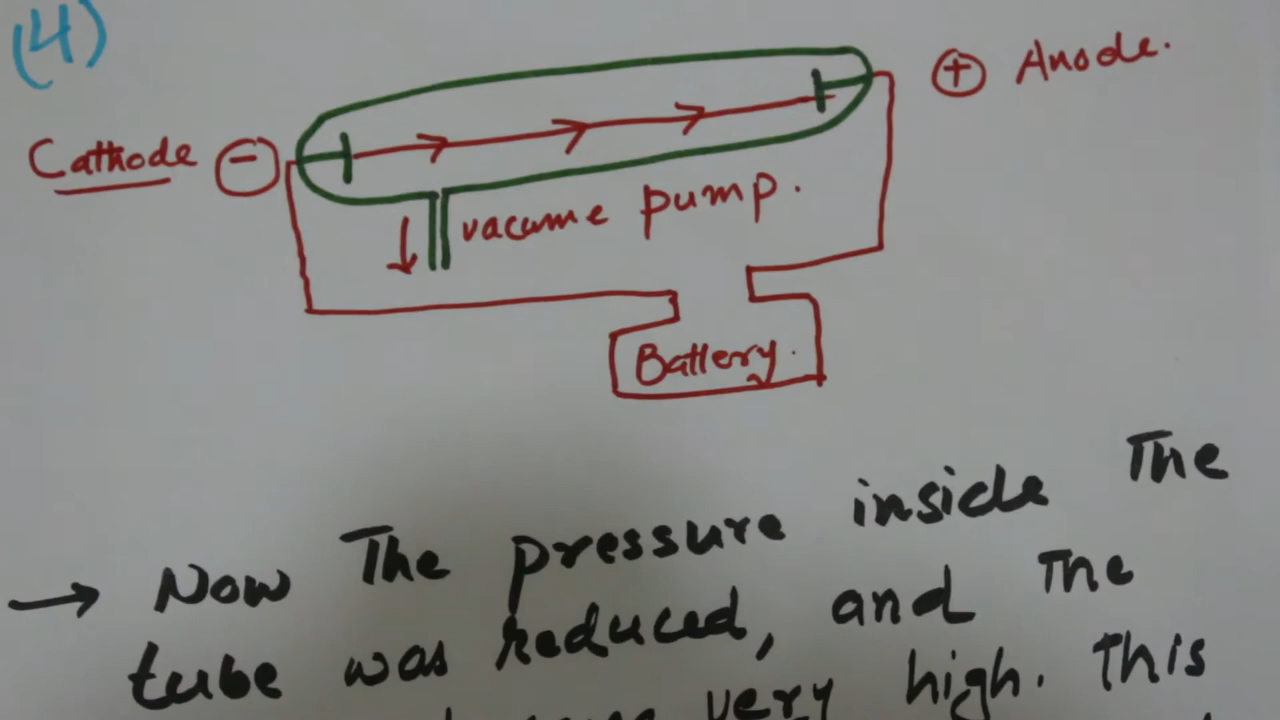 (4)
⊕ Anode.
Cathode ⊖
vacume pump.
Battery.
→ Now The pressure inside The
tube was reduced, and The
very high. This